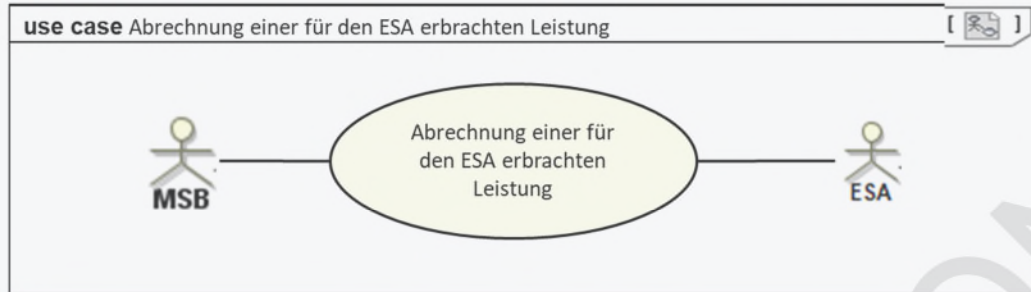 use case Abrechnung einer für den ESA erbrachten Leistung
[ ]
Abrechnung einer für
den ESA erbrachten
Leistung
MSB
ESA